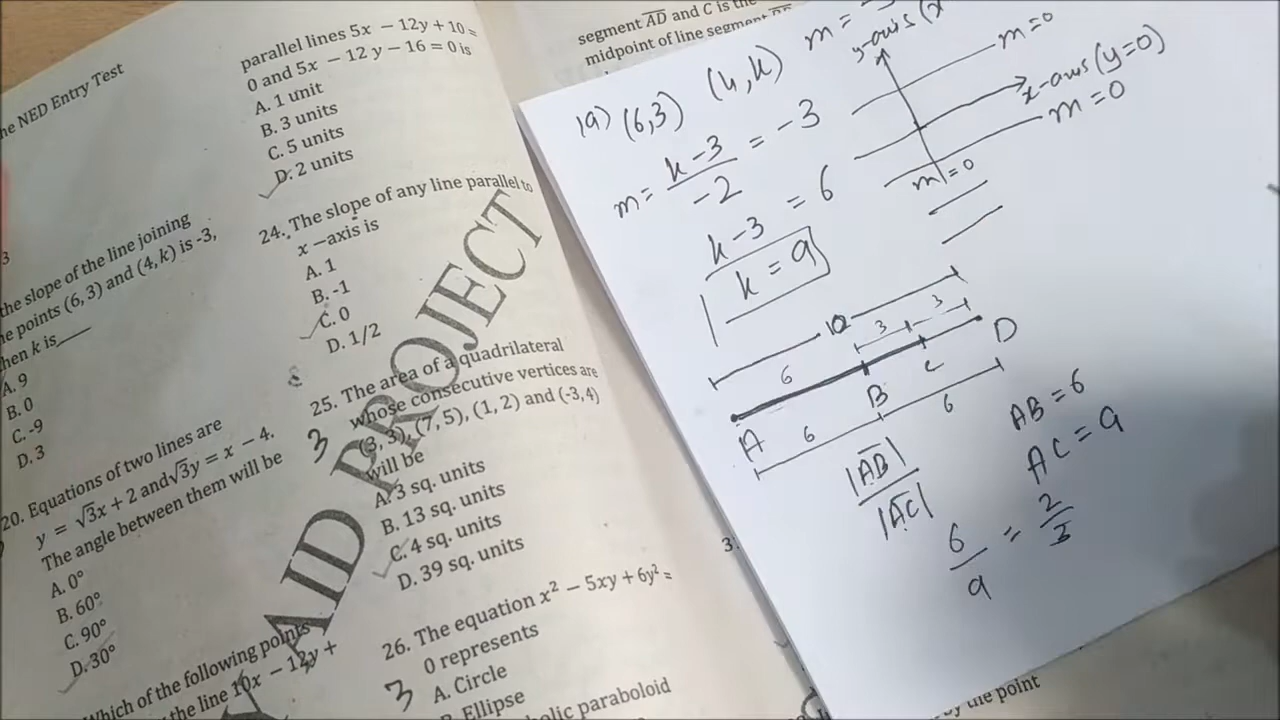 he NED Entry Test
3
the slope of the line joining
he points (6, 3) and (4, k) is -3,
hen k is____
A. 9
B. 0
C. -9
D. 3
20. Equations of two lines are
y = √3x + 2 and√3y = x − 4.
The angle between them will be
A. 0°
B. 60°
C. 90°
D. 30°
Which of the following points
the line 10x − 12y +
parallel lines 5x − 12y + 10 =
0 and 5x − 12 y − 16 = 0 is
A. 1 unit
B. 3 units
C. 5 units
D. 2 units
24. The slope of any line parallel to
x −axis is
A. 1
B. -1
C. 0
D. 1/2
25. The area of a quadrilateral
whose consecutive vertices are
3 (3, 3), (7, 5), (1, 2) and (-3, 4)
will be
A. 3 sq. units
B. 13 sq. units
C. 4 sq. units
D. 39 sq. units
26. The equation x² − 5xy + 6y² =
0 represents
3 A. Circle
B. Ellipse
olic paraboloid
AID PROJECT
segment AD and C is the
midpoint of line segment
3.
by the point
19) (6,3) (4,k) m =
m = k-3/-2 = -3
k-3 = 6
k = 9
y-axis (x
m=0
x-axis (y=0)
m=0
m=0
12
6 3 3
A B C D
6 6
|AB|/|AC|
AB = 6
AC = 9
6/9 = 2/3